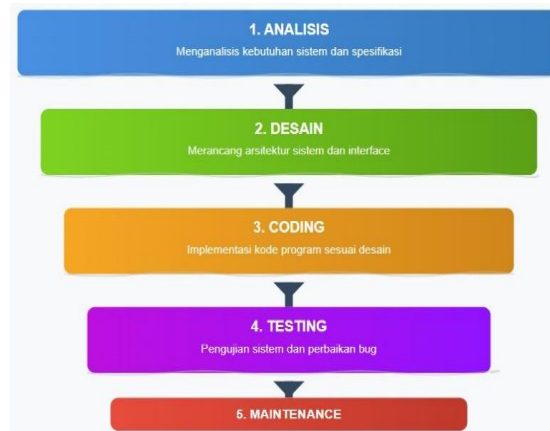 1. ANALISIS
Menganalisis kebutuhan sistem dan spesifikasi
2. DESAIN
Merancang arsitektur sistem dan interface
3. CODING
Implementasi kode program sesuai desain
4. TESTING
Pengujian sistem dan perbaikan bug
5. MAINTENANCE